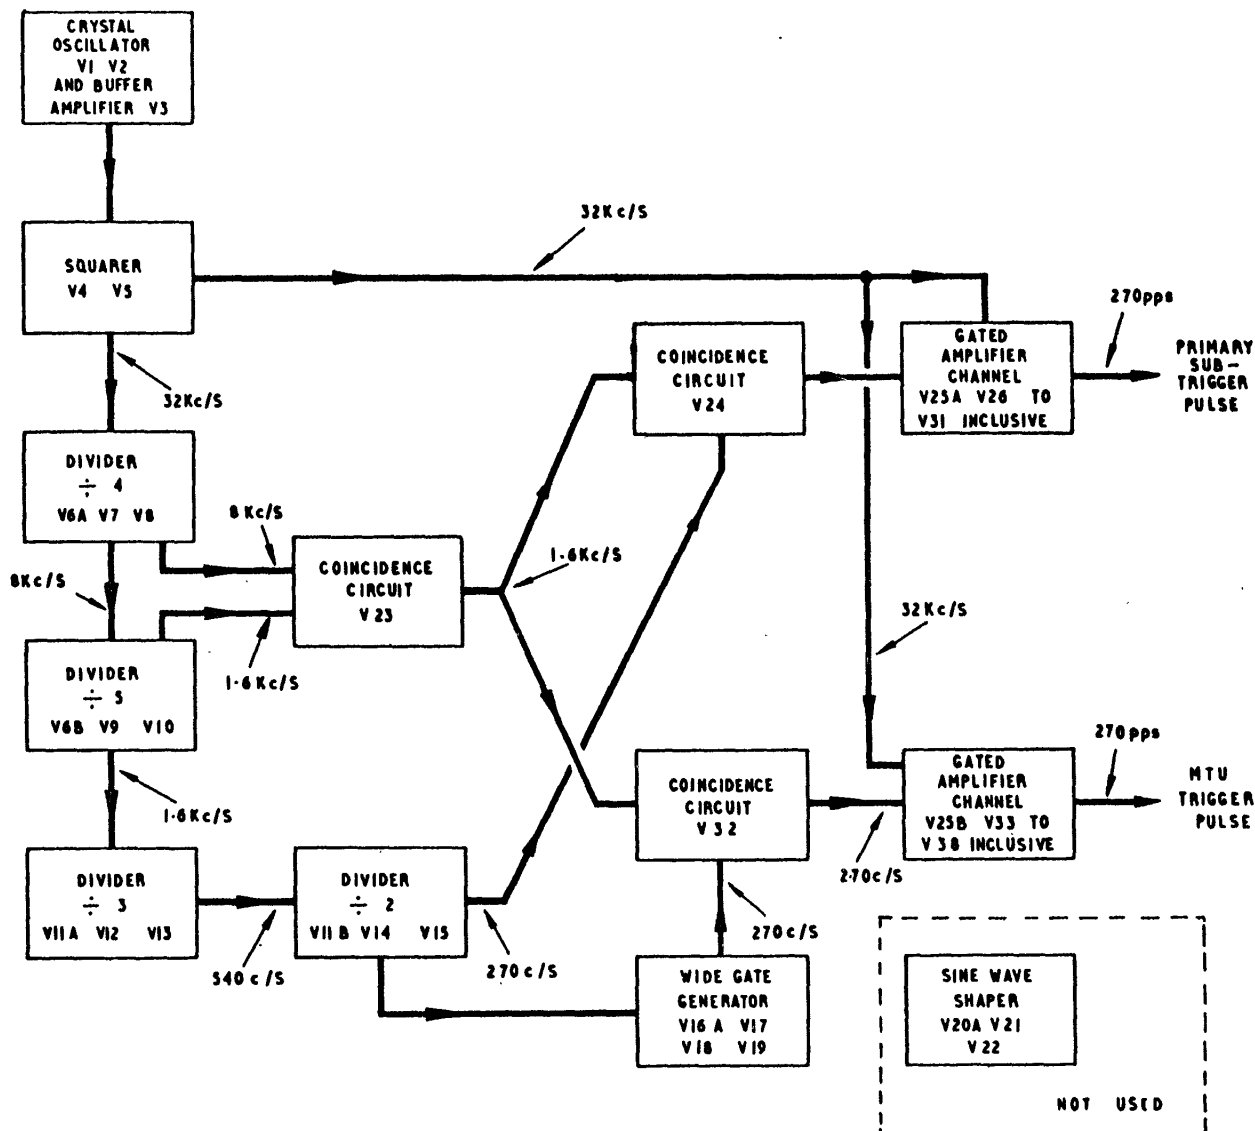 CRYSTAL
OSCILLATOR
V1 V2
AND BUFFER
AMPLIFIER V3
32Kc/S
SQUARER
V4 V5
270pps
PRIMARY
SUB-
TRIGGER
PULSE
GATED
AMPLIFIER
CHANNEL
V25A V26 TO
V31 INCLUSIVE
COINCIDENCE
CIRCUIT
V24
32Kc/S
DIVIDER
÷ 4
V6A V7 V8
8Kc/S
COINCIDENCE
CIRCUIT
V23
1·6Kc/S
8Kc/S
32Kc/S
1·6Kc/S
DIVIDER
÷ 5
V6B V9 V10
270pps
MTU
TRIGGER
PULSE
GATED
AMPLIFIER
CHANNEL
V25B V33 TO
V38 INCLUSIVE
COINCIDENCE
CIRCUIT
V32
1·6Kc/S
270c/S
DIVIDER
÷ 3
V11A V12 V13
DIVIDER
÷ 2
V11B V14 V15
540c/S
270c/S
270c/S
WIDE GATE
GENERATOR
V16A V17
V18 V19
SINE WAVE
SHAPER
V20A V21
V22
NOT USED